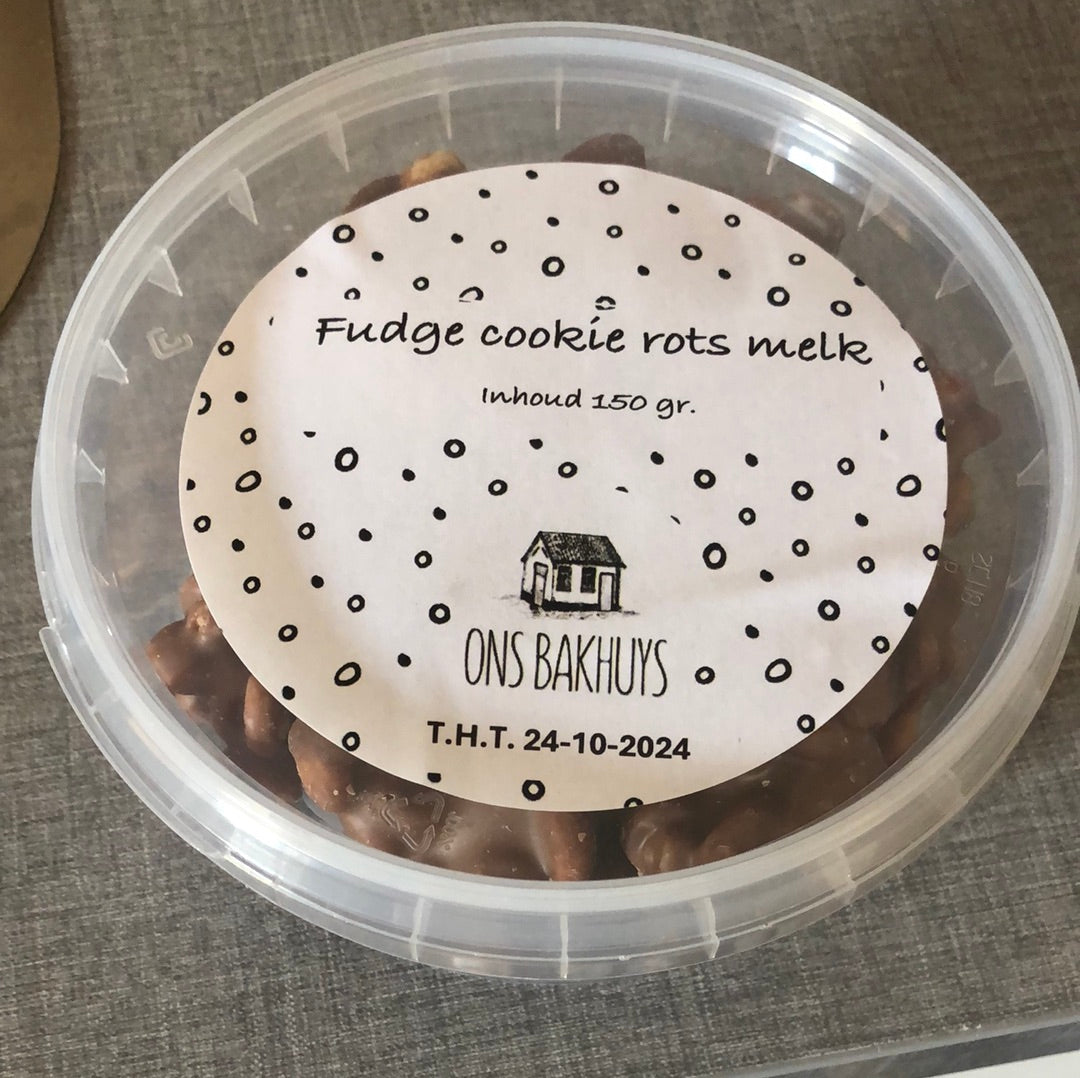 Fudge cookie rots melk
Inhoud 150 gr.
ONS BAKHUYS
T.H.T. 24-10-2024